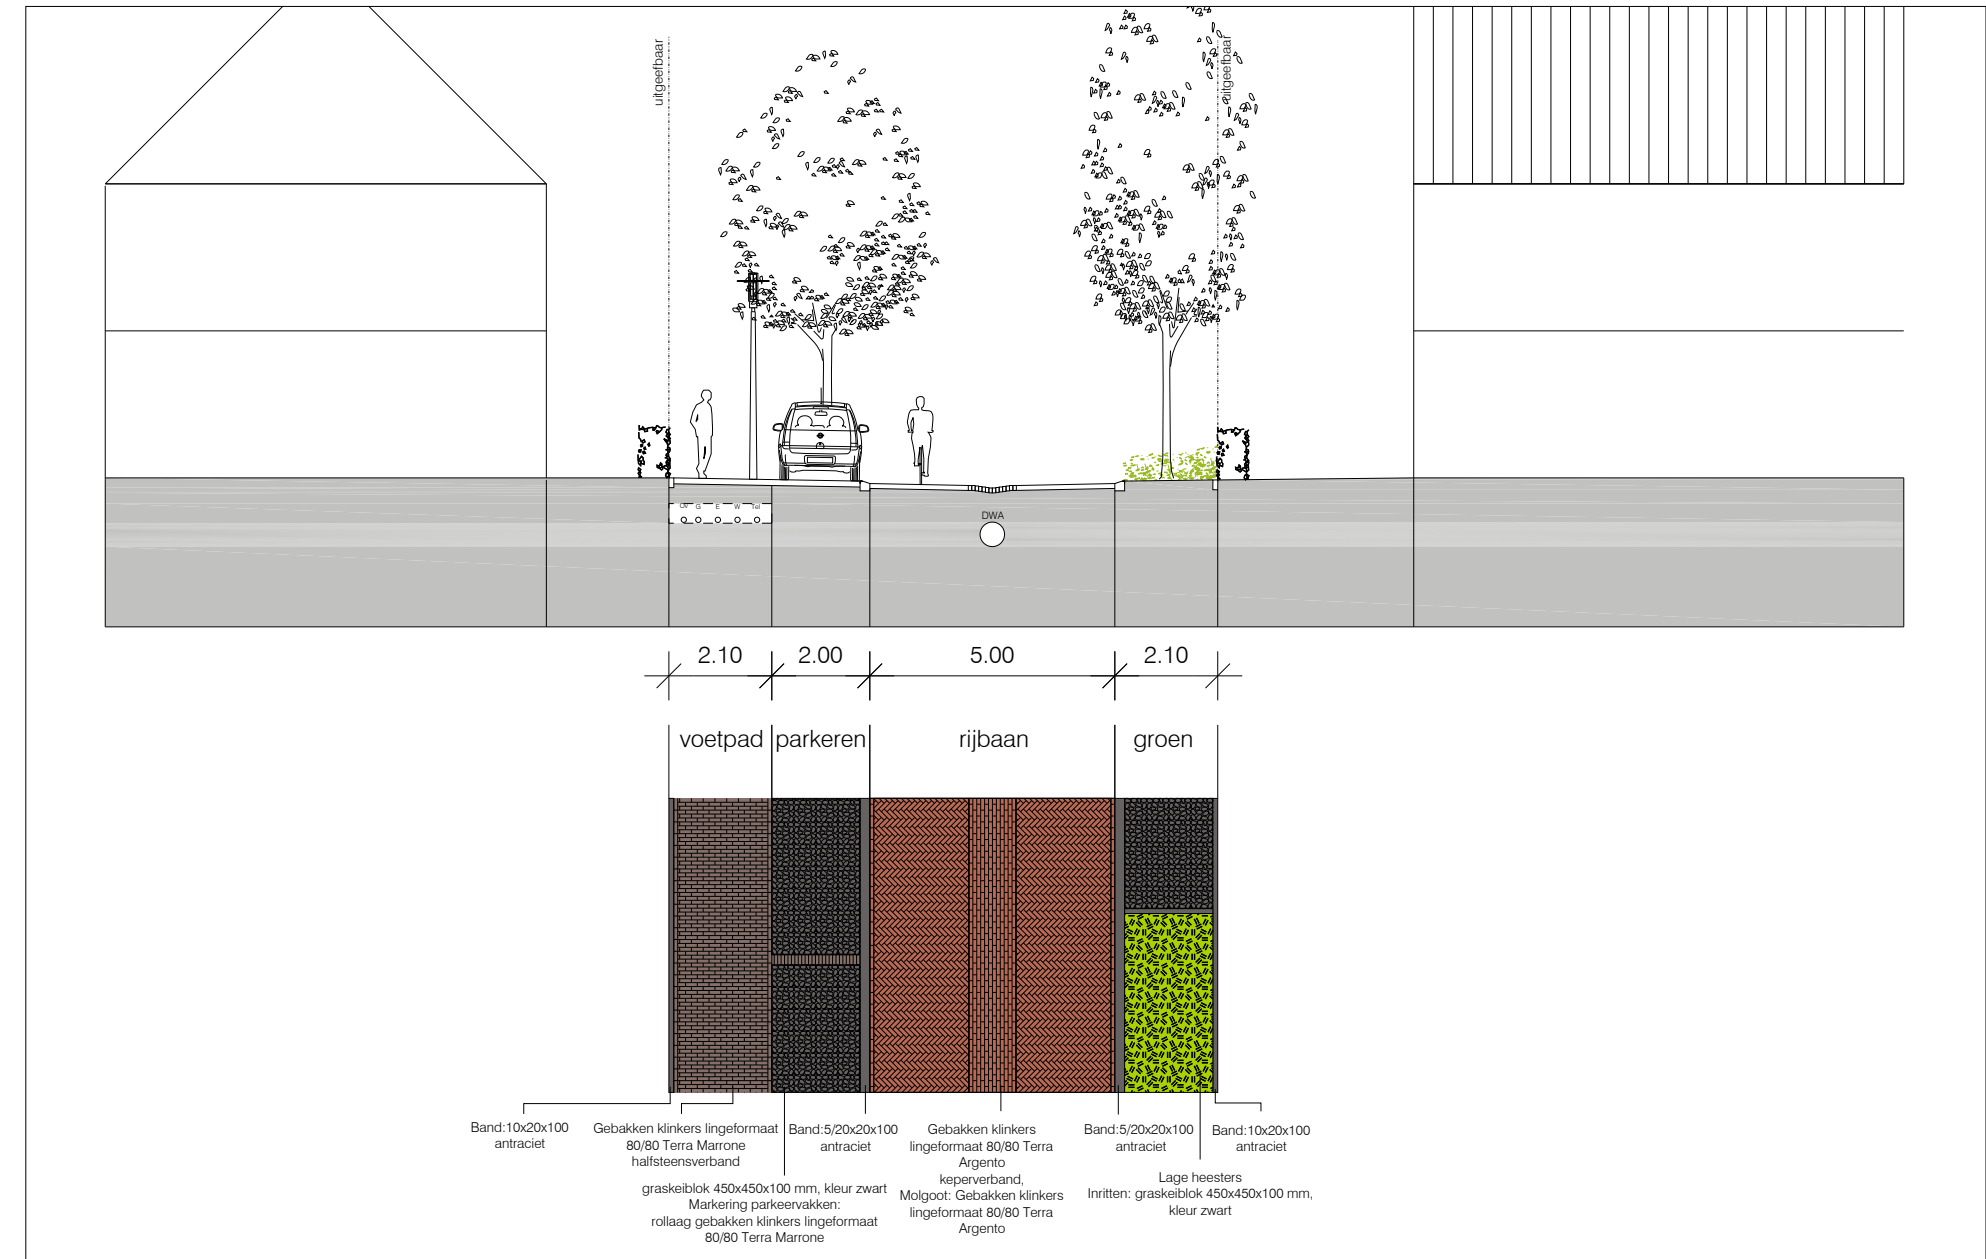 uitgeefbaar
uitgeefbaar
OV G E W Tel
DWA
2.10 2.00 5.00 2.10
voetpad parkeren rijbaan groen
Band:10x20x100
antraciet
Gebakken klinkers lingeformaat
80/80 Terra Marrone
halfsteensverband
graskeiblok 450x450x100 mm, kleur zwart
Markering parkeervakken:
rollaag gebakken klinkers lingeformaat
80/80 Terra Marrone
Band:5/20x20x100
antraciet
Gebakken klinkers
lingeformaat 80/80 Terra
Argento
keperverband,
Molgoot: Gebakken klinkers
lingeformaat 80/80 Terra
Argento
Band:5/20x20x100
antraciet
Lage heesters
Inritten: graskeiblok 450x450x100 mm,
kleur zwart
Band:10x20x100
antraciet